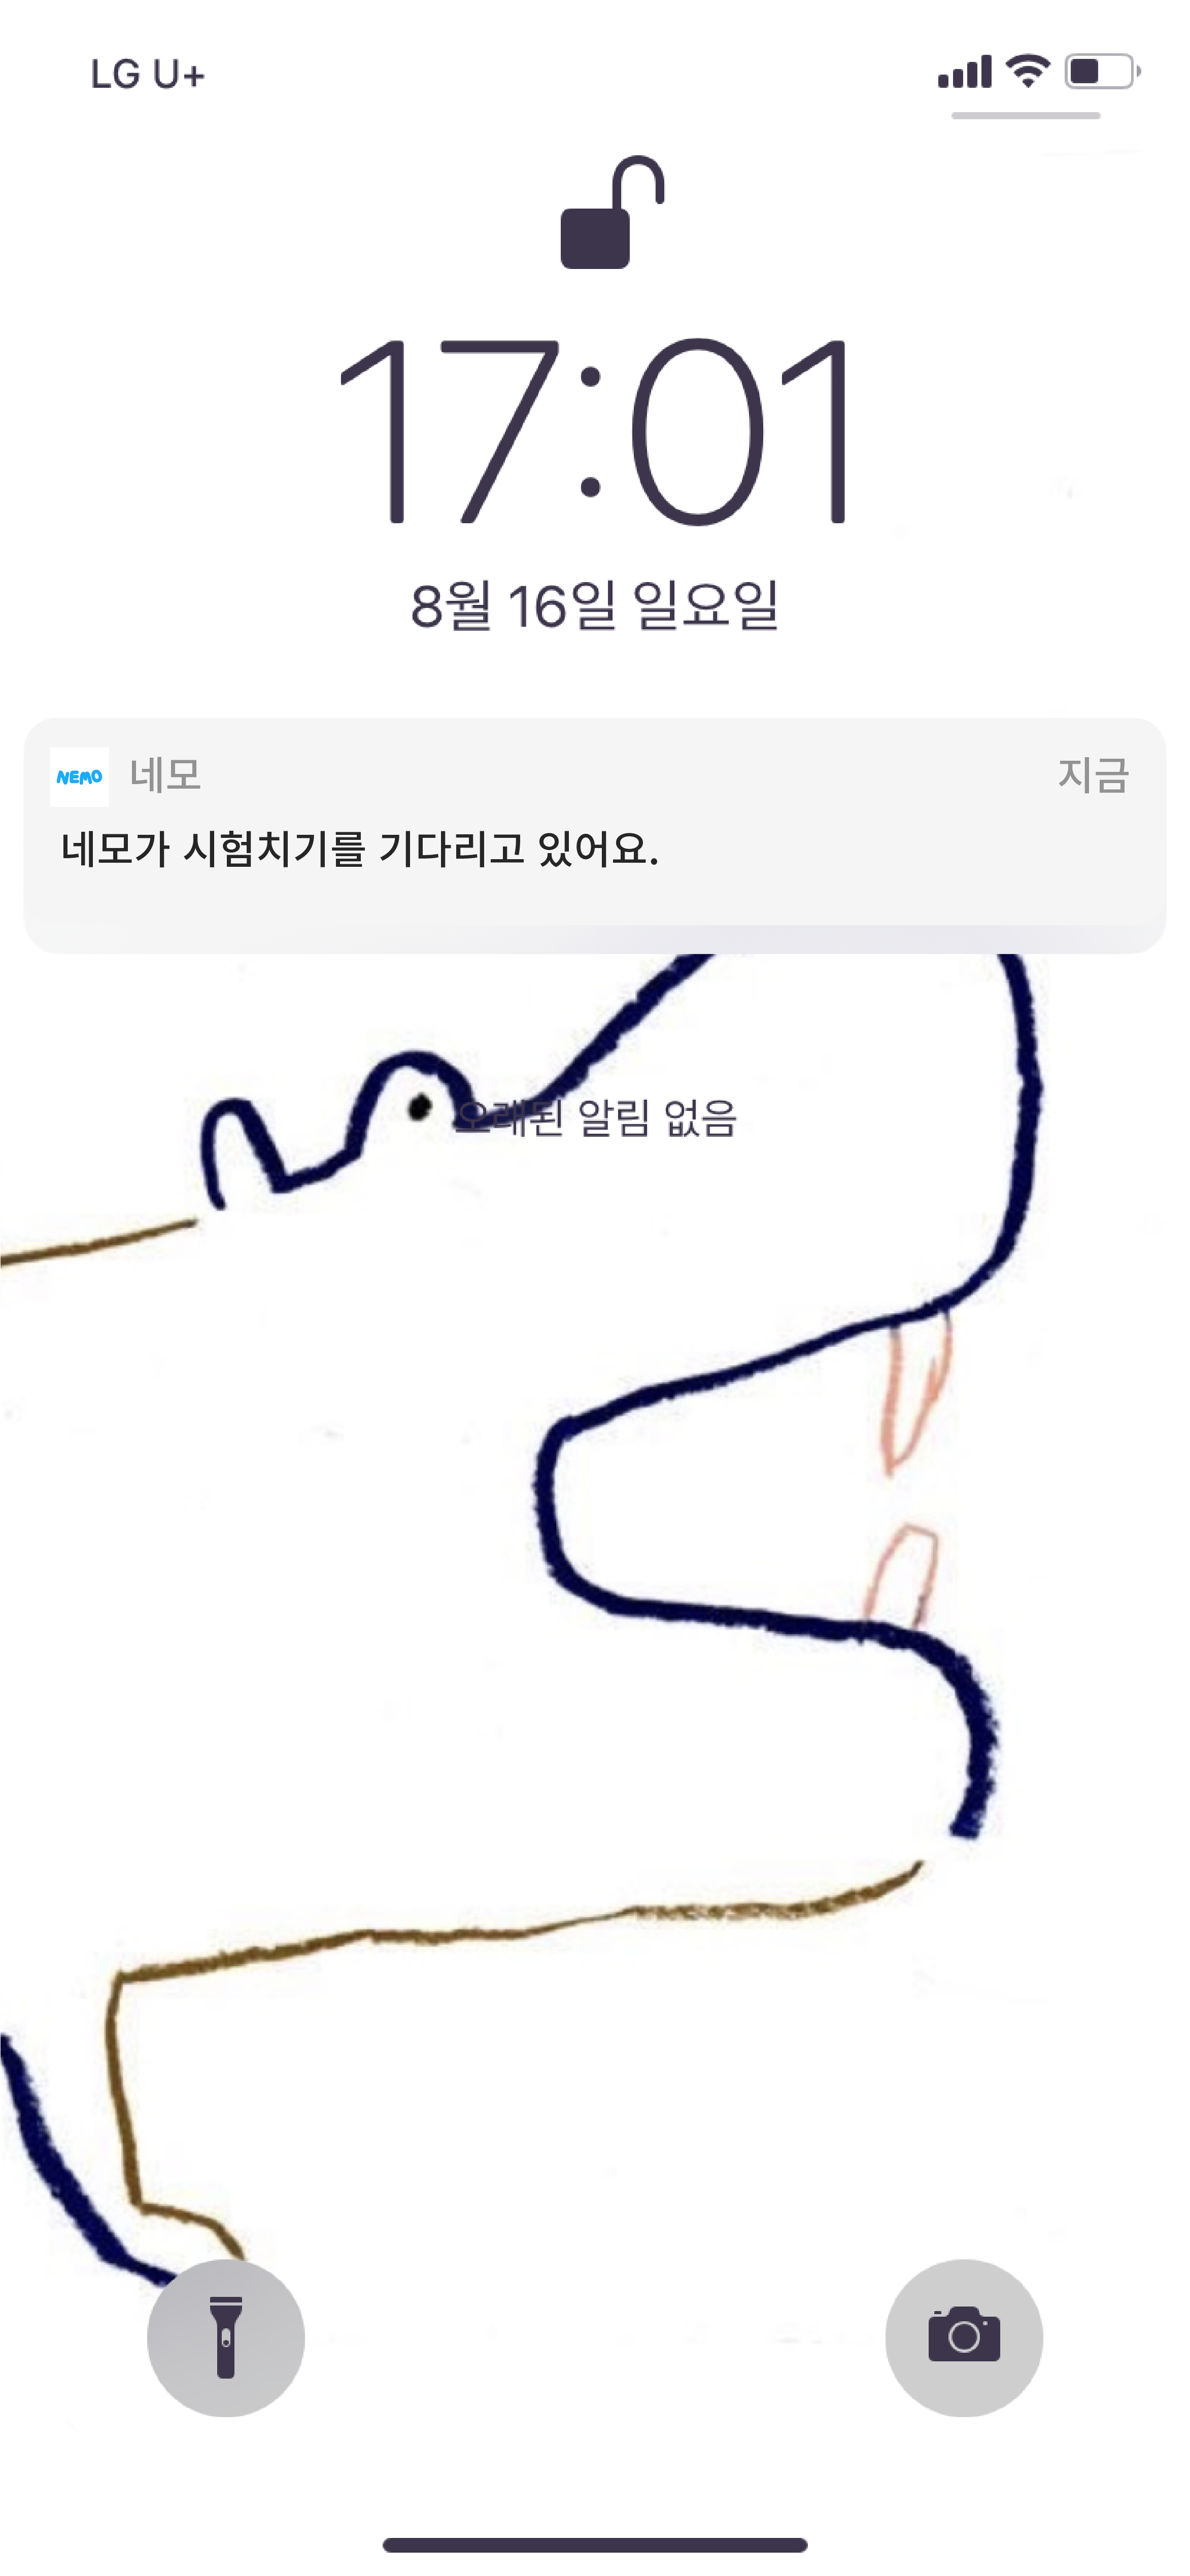 LG U+
17:01
8월 16일 일요일
NEMO 네모 지금
네모가 시험치기를 기다리고 있어요.
오래된 알림 없음